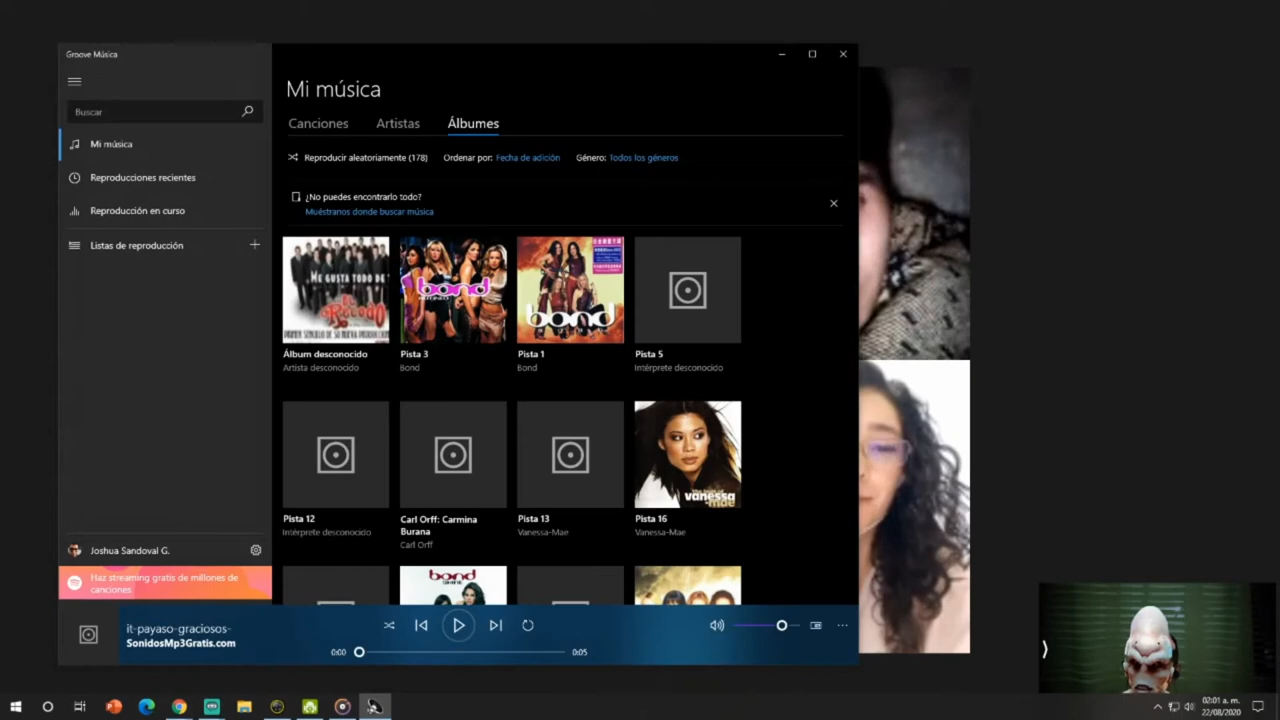 Groove Música
Buscar
Mi música
Reproducciones recientes
Reproducción en curso
Listas de reproducción
Joshua Sandoval G.
Haz streaming gratis de millones de
canciones
Mi música
Canciones Artistas Álbumes
Reproducir aleatoriamente (178) Ordenar por: Fecha de adición Género: Todos los géneros
¿No puedes encontrarlo todo?
Muéstranos donde buscar música
ME GUSTA TODO DE
El RECODO
bond
bond
Álbum desconocido
Artista desconocido
Pista 3
Bond
Pista 1
Bond
Pista 5
Intérprete desconocido
the best of
vanessa
-mae
Pista 12
Intérprete desconocido
Carl Orff: Carmina
Burana
Carl Orff
Pista 13
Vanessa-Mae
Pista 16
Vanessa-Mae
bond
it-payaso-graciosos-
SonidosMp3Gratis.com
0:00 0:05
02:01 a. m.
22/08/2020